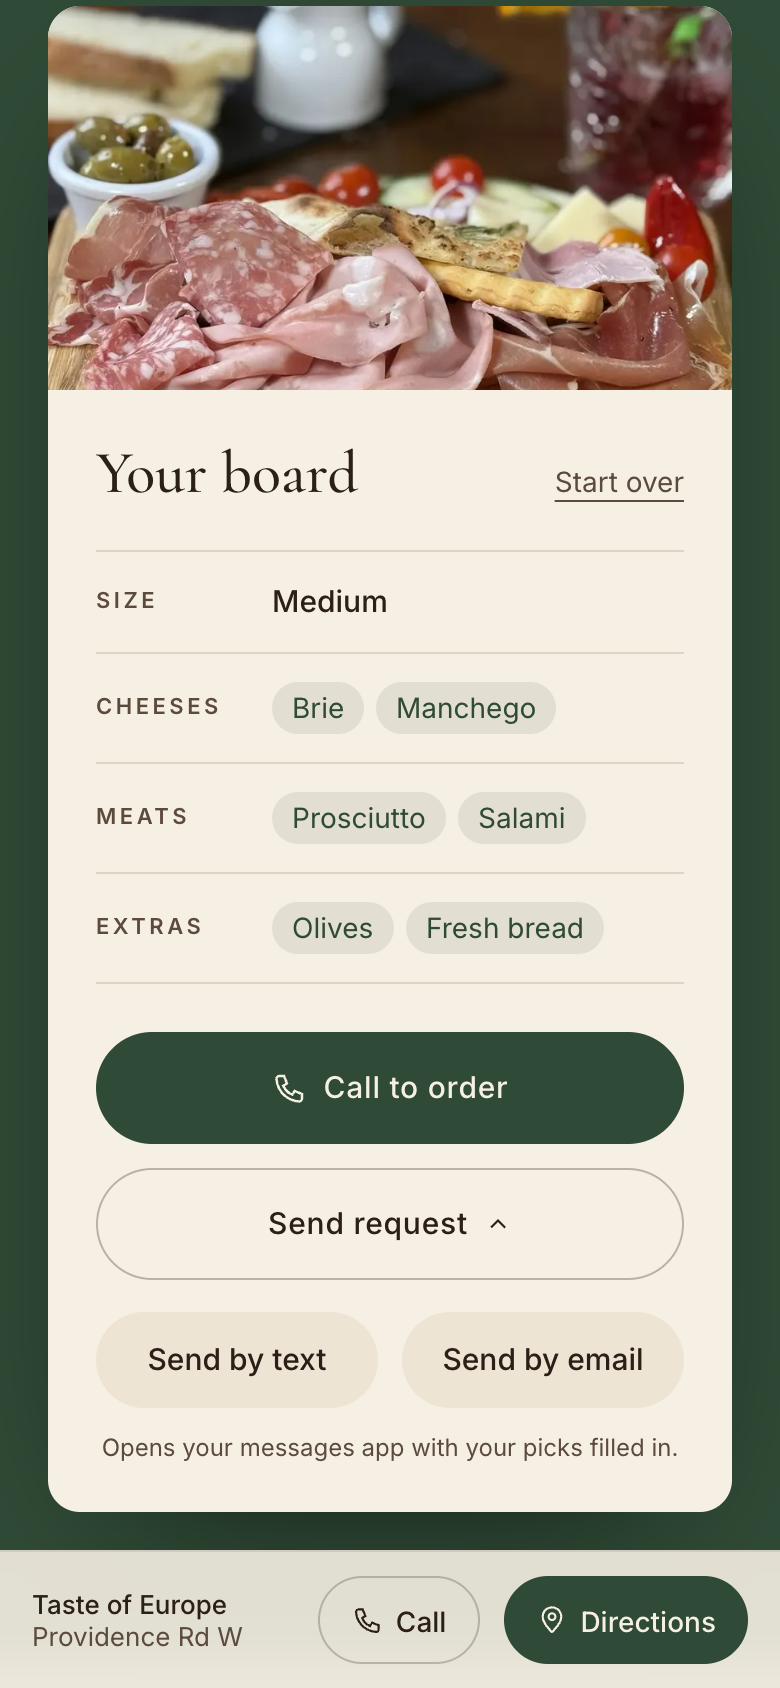 Your board
Start over
SIZE
Medium
CHEESES
Brie
Manchego
MEATS
Prosciutto
Salami
EXTRAS
Olives
Fresh bread
Call to order
Send request
Send by text
Send by email
Opens your messages app with your picks filled in.
Taste of Europe
Providence Rd W
Call
Directions